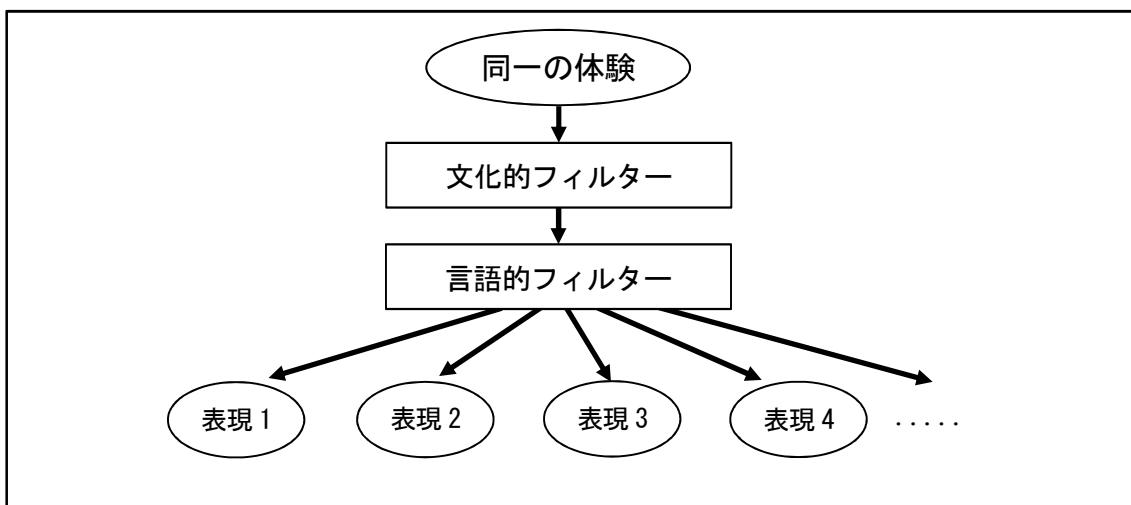 同一の体験
文化的フィルター
言語的フィルター
表現 1
表現 2
表現 3
表現 4
.....